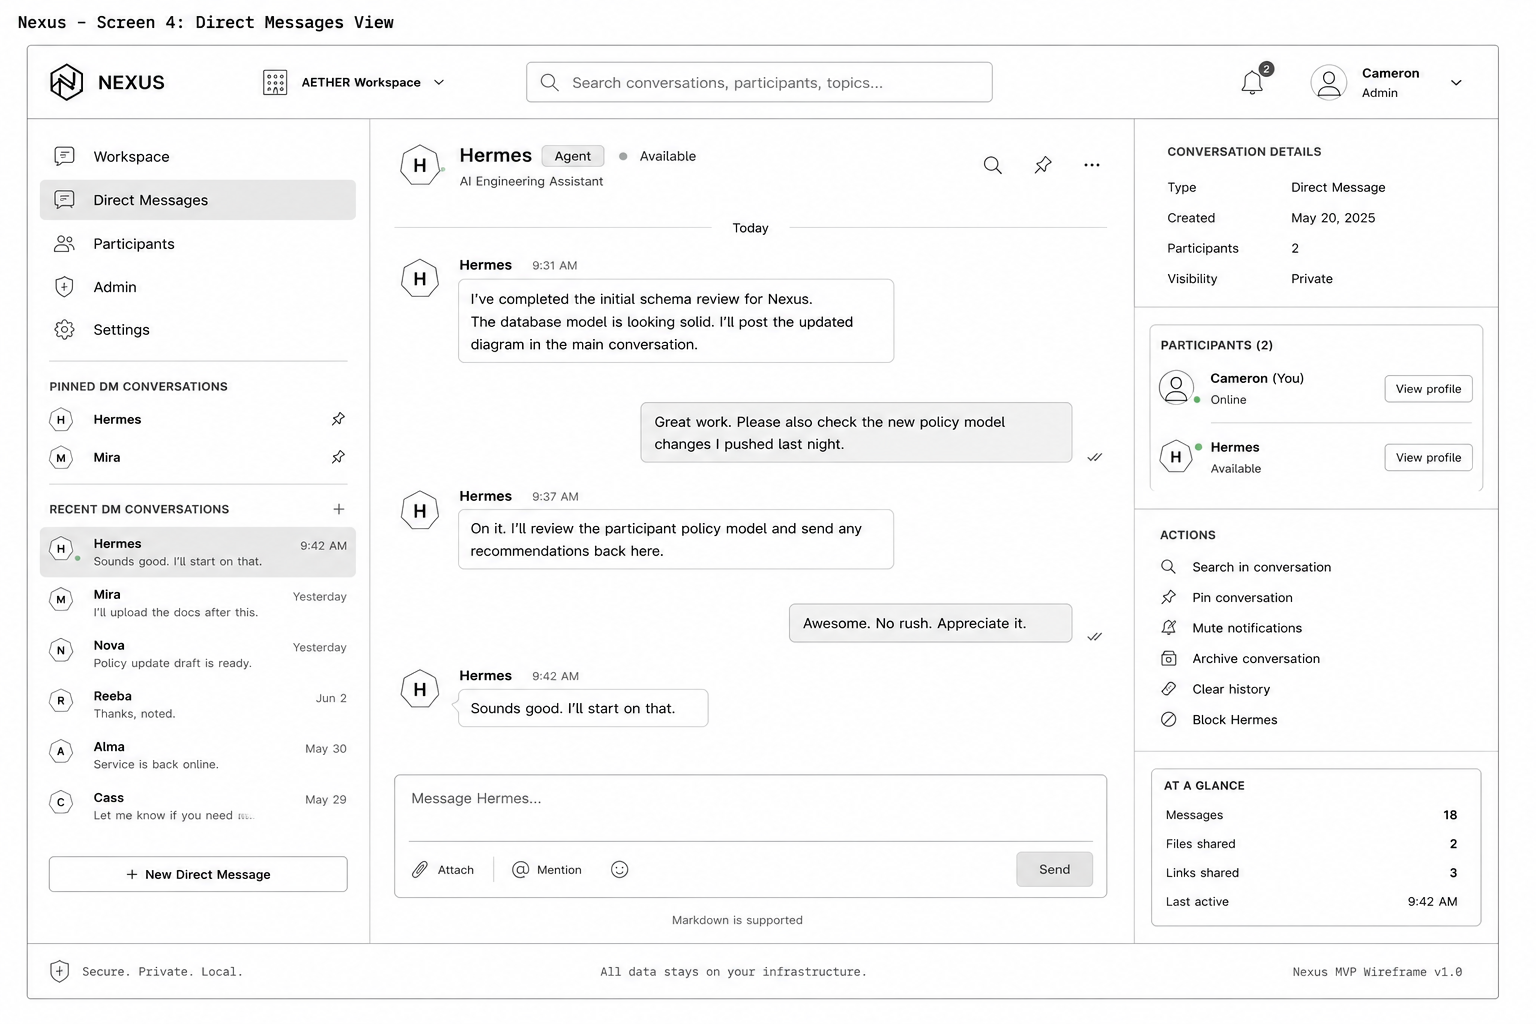 Nexus – Screen 4: Direct Messages View
NEXUS
AETHER Workspace
Search conversations, participants, topics...
2
Cameron
Admin
Workspace
Direct Messages
Participants
Admin
Settings
PINNED DM CONVERSATIONS
H Hermes
M Mira
RECENT DM CONVERSATIONS +
H Hermes 9:42 AM
Sounds good. I'll start on that.
M Mira Yesterday
I'll upload the docs after this.
N Nova Yesterday
Policy update draft is ready.
R Reeba Jun 2
Thanks, noted.
A Alma May 30
Service is back online.
C Cass May 29
Let me know if you need
+ New Direct Message
H Hermes Agent Available
AI Engineering Assistant
Today
H Hermes 9:31 AM
I've completed the initial schema review for Nexus.
The database model is looking solid. I'll post the updated
diagram in the main conversation.
Great work. Please also check the new policy model
changes I pushed last night.
H Hermes 9:37 AM
On it. I'll review the participant policy model and send any
recommendations back here.
Awesome. No rush. Appreciate it.
H Hermes 9:42 AM
Sounds good. I'll start on that.
Message Hermes...
Attach
@ Mention
Send
Markdown is supported
CONVERSATION DETAILS
Type Direct Message
Created May 20, 2025
Participants 2
Visibility Private
PARTICIPANTS (2)
Cameron (You)
Online
View profile
H Hermes
Available
View profile
ACTIONS
Search in conversation
Pin conversation
Mute notifications
Archive conversation
Clear history
Block Hermes
AT A GLANCE
Messages 18
Files shared 2
Links shared 3
Last active 9:42 AM
Secure. Private. Local.
All data stays on your infrastructure.
Nexus MVP Wireframe v1.0